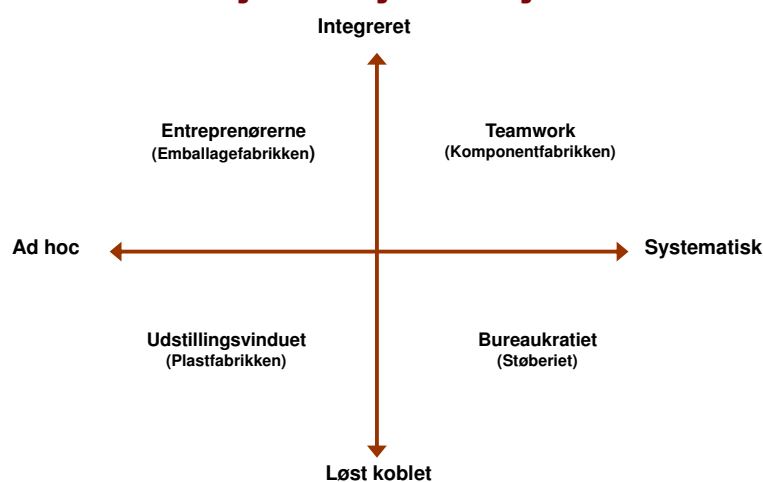 Integreret
Entreprenørerne
(Emballagefabrikken)
Teamwork
(Komponentfabrikken)
Ad hoc
Systematisk
Udstillingsvinduet
(Plastfabrikken)
Bureaukratiet
(Støberiet)
Løst koblet